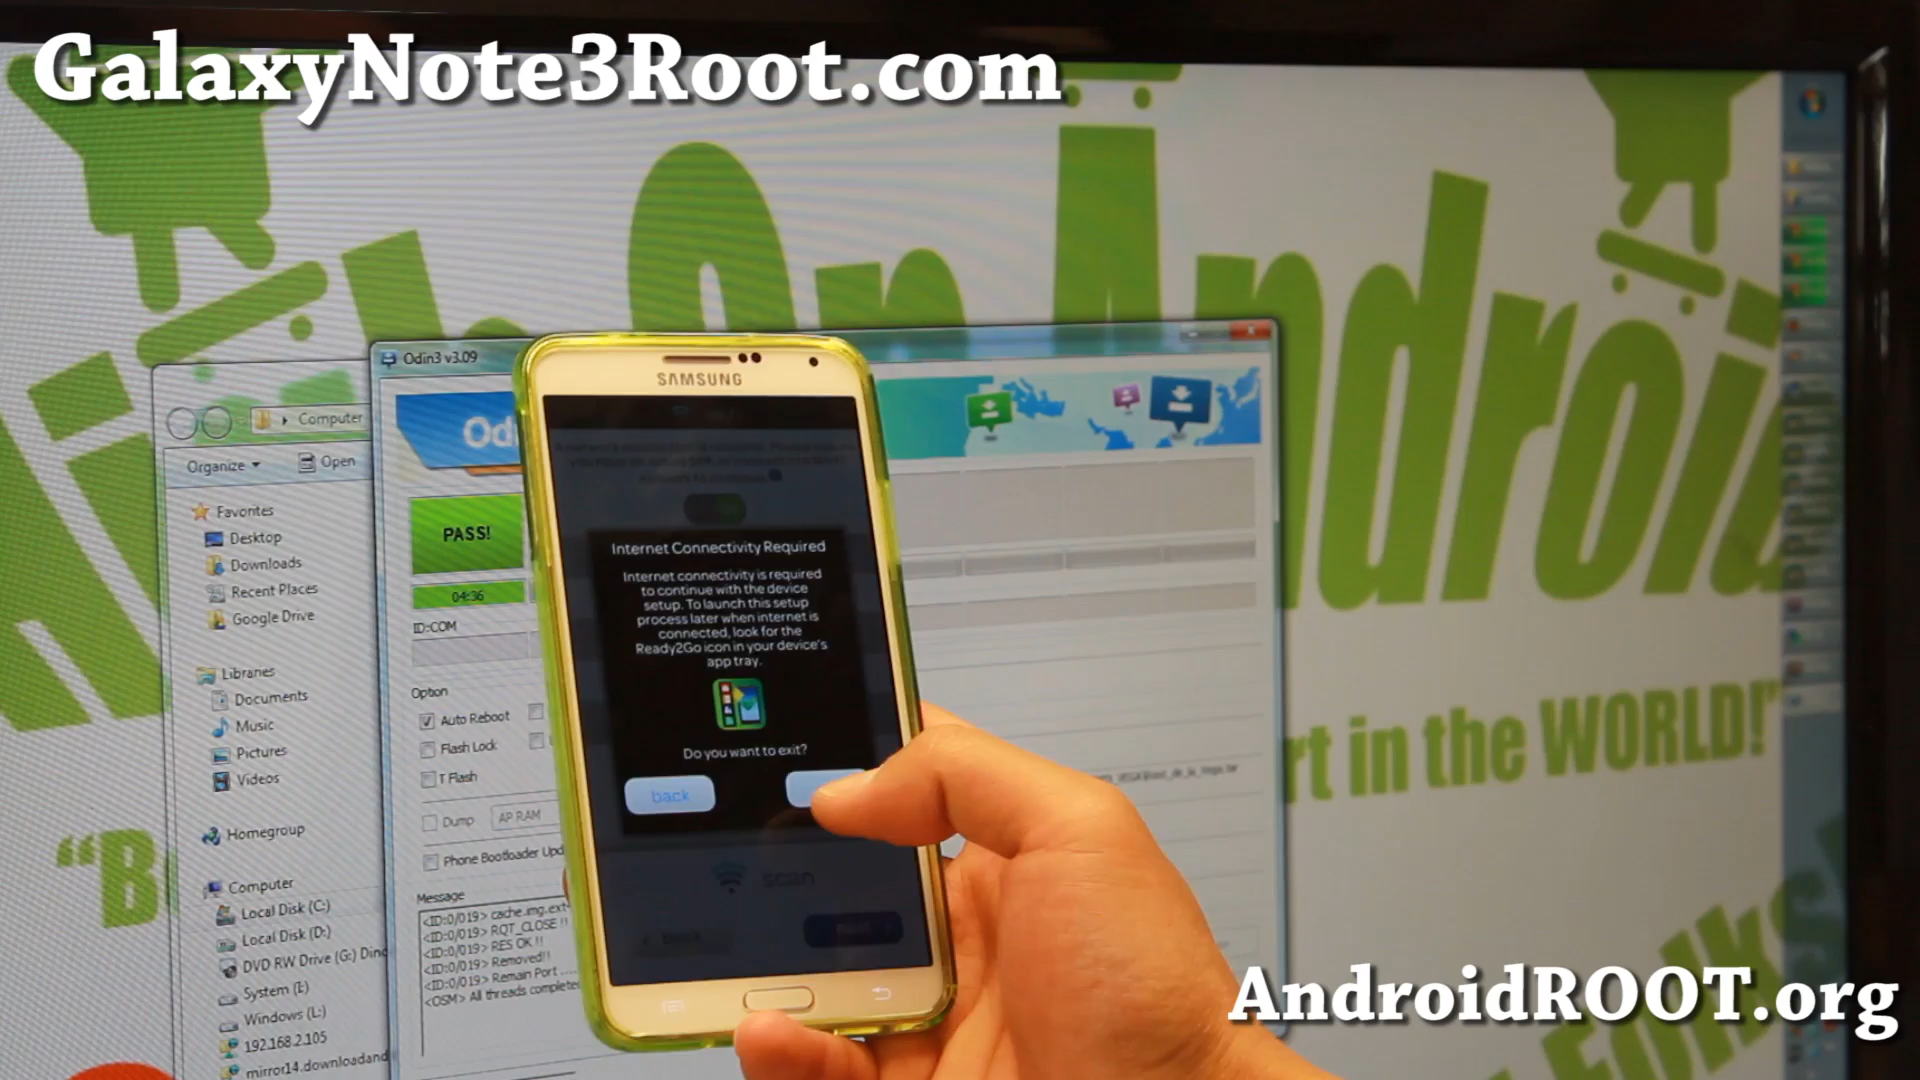 GalaxyNote3Root.com
Odin3 v3.09
SAMSUNG
Computer
Organize
Open
Favorites
Desktop
Downloads
Recent Places
Google Drive
Libraries
Documents
Music
Pictures
Videos
Homegroup
Computer
Local Disk (C:)
Local Disk (D:)
DVD RW Drive (G:)
System (I:)
Windows (L:)
192.168.2.105
PASS!
04:36
ID:COM
Option
Auto Reboot
Flash Lock
T Flash
Dump
AP RAM
Phone Bootloader
Message
<ID:0/019> cache.img.ext
<ID:0/019> RQT_CLOSE !!
<ID:0/019> RES OK !!
<ID:0/019> Removed!!
<ID:0/019> Remain Port ....
<OSM> All threads
Internet Connectivity Required
Internet connectivity is required
to continue with the device
setup. To launch this setup
process later when internet is
connected, look for the
Ready2Go icon in your device's
app tray.
Do you want to exit?
back
scan
On Android
rt in the WORLD!"
AndroidROOT.org